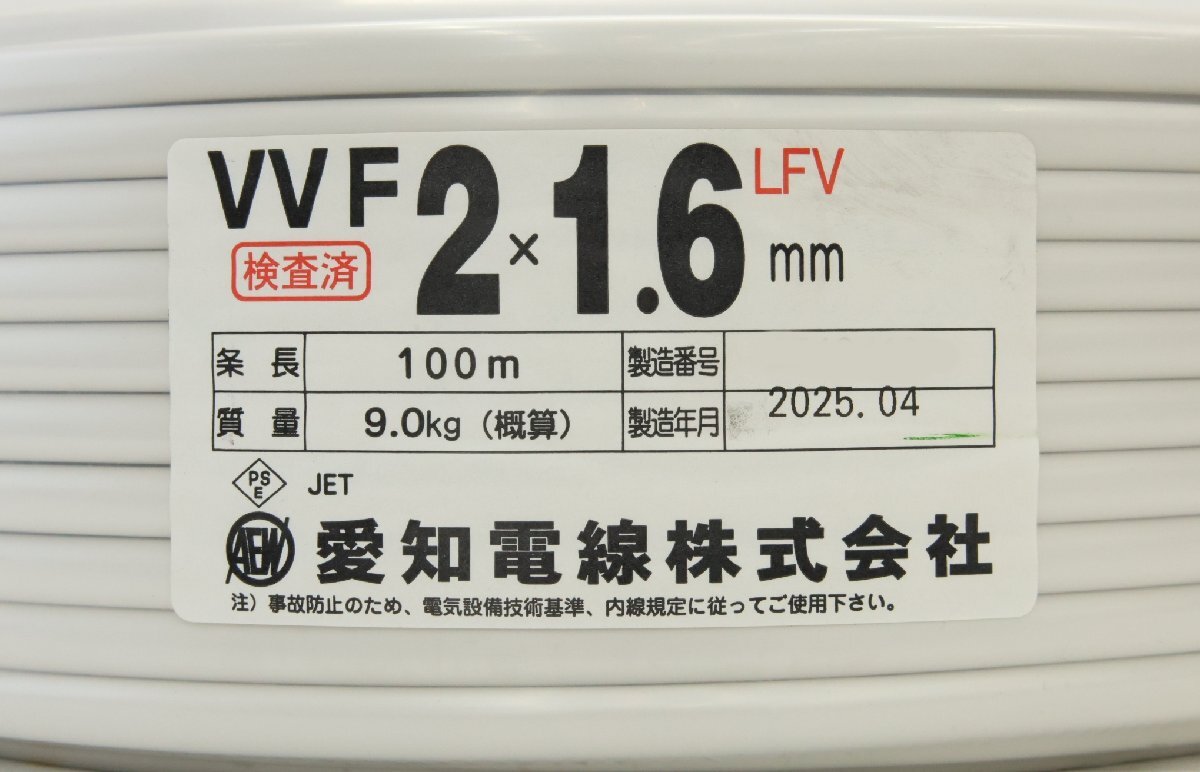 VVF 2×1.6 mm LFV
検査済
条長 100m 製造番号
質量 9.0kg (概算) 製造年月 2025.04
PSE JET
AEW 愛知電線株式会社
注）事故防止のため、電気設備技術基準、内線規定に従ってご使用下さい。